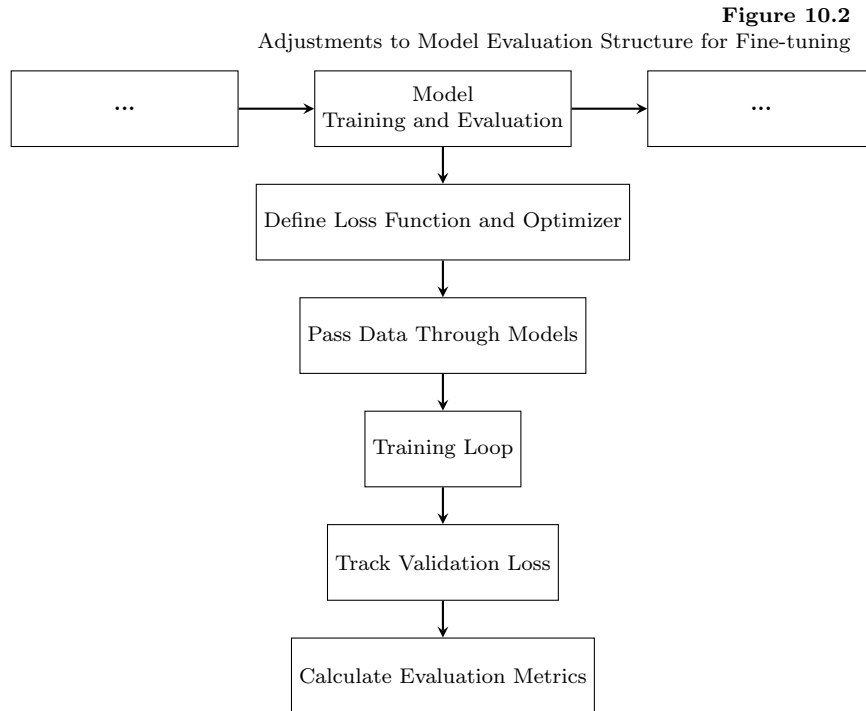 Figure 10.2
Adjustments to Model Evaluation Structure for Fine-tuning
...
Model
Training and Evaluation
...
Define Loss Function and Optimizer
Pass Data Through Models
Training Loop
Track Validation Loss
Calculate Evaluation Metrics